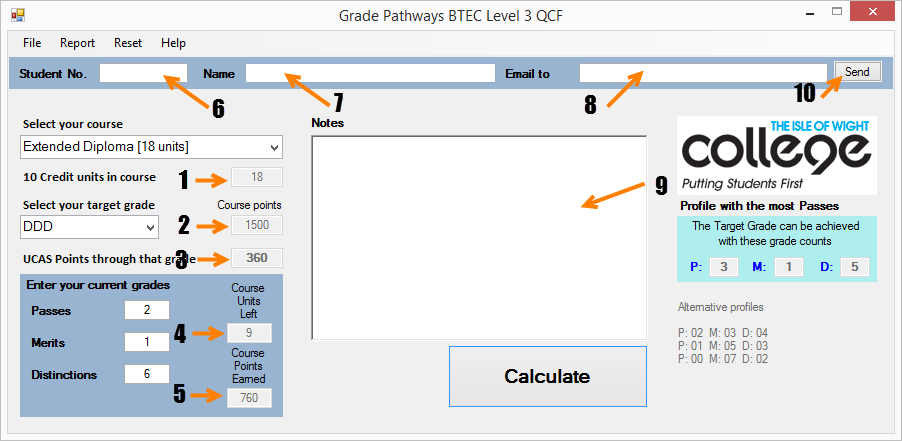 Grade Pathways BTEC Level 3 QCF
File Report Reset Help
Student No. Name Email to Send
6 7 8 10
Select your course
Extended Diploma [18 units]
10 Credit units in course 1 18
Select your target grade Course points
DDD 2 1500
UCAS Points through that grade 3 360
Enter your current grades
Course Units Left
Passes 2
Merits 1 4 9
Course Points Earned
Distinctions 6
5 760
Notes
9
Calculate
THE ISLE OF WIGHT
college
Putting Students First
Profile with the most Passes
The Target Grade can be achieved
with these grade counts
P: 3 M: 1 D: 5
Alternative profiles
P: 02 M: 03 D: 04
P: 01 M: 05 D: 03
P: 00 M: 07 D: 02